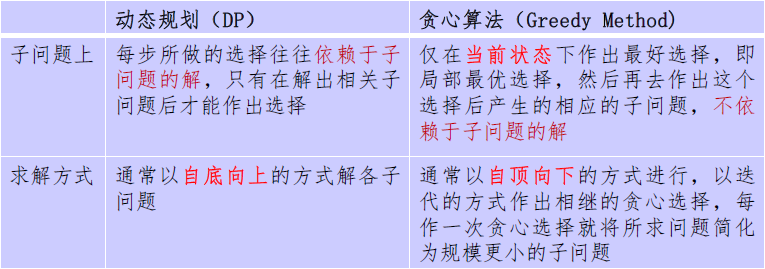 动态规划（DP）
贪心算法（Greedy Method)
子问题上
每步所做的选择往往依赖于子
问题的解，只有在解出相关子
问题后才能作出选择
仅在当前状态下作出最好选择，即
局部最优选择，然后再去作出这个
选择后产生的相应的子问题，不依
赖于子问题的解
求解方式
通常以自底向上的方式解各子
问题
通常以自顶向下的方式进行，以迭
代的方式作出相继的贪心选择，每
作一次贪心选择就将所求问题简化
为规模更小的子问题